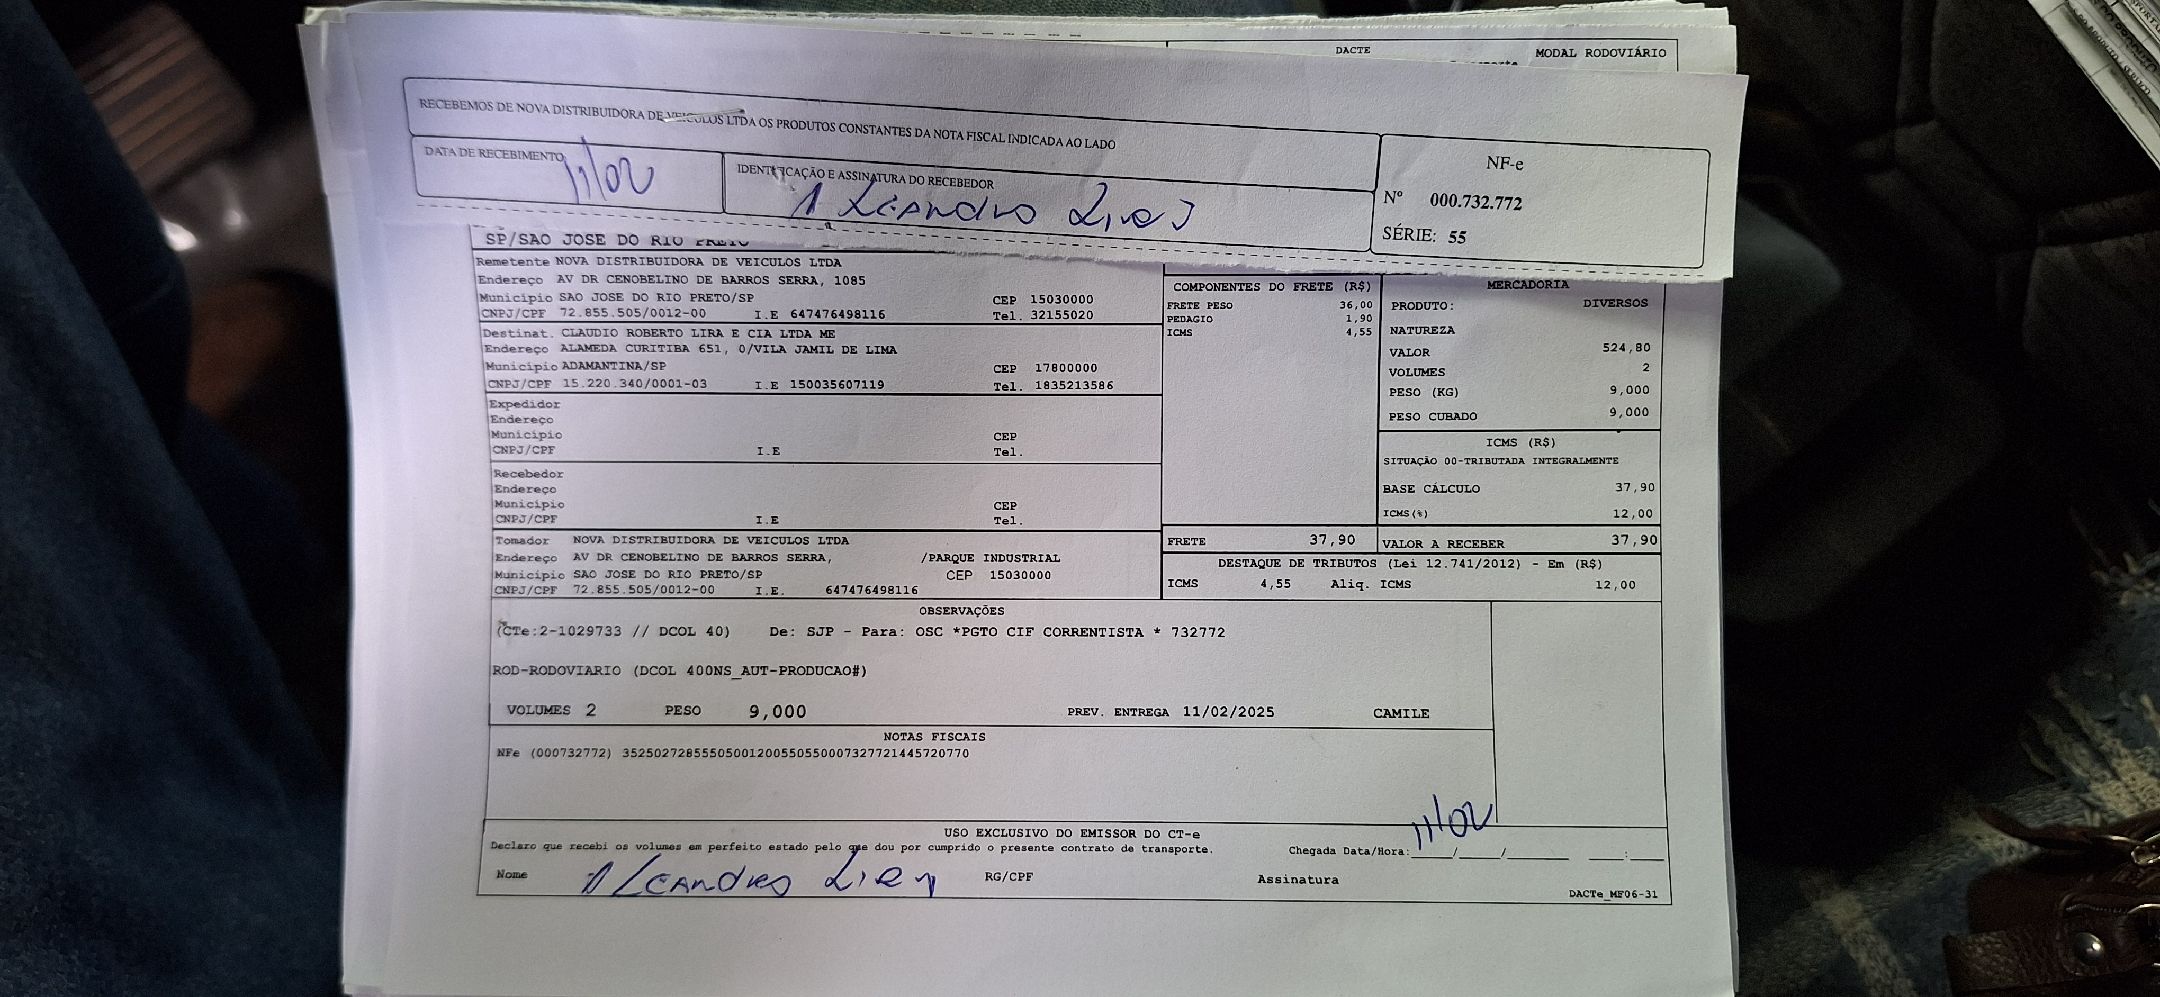 DACTE
MODAL RODOVIÁRIO
RECEBEMOS DE NOVA DISTRIBUIDORA DE VEICULOS LTDA OS PRODUTOS CONSTANTES DA NOTA FISCAL INDICADA AO LADO
DATA DE RECEBIMENTO
11/02
IDENTIFICAÇÃO E ASSINATURA DO RECEBEDOR
Leandro
NF-e
Nº 000.732.772
SÉRIE: 55
SP/SAO JOSE DO RIO PRETO
Remetente NOVA DISTRIBUIDORA DE VEICULOS LTDA
Endereço AV DR CENOBELINO DE BARROS SERRA, 1085
Município SAO JOSE DO RIO PRETO/SP CEP 15030000
CNPJ/CPF 72.855.505/0012-00 I.E 647476498116 Tel. 32155020
Destinat. CLAUDIO ROBERTO LIRA E CIA LTDA ME
Endereço ALAMEDA CURITIBA 651, 0/VILA JAMIL DE LIMA
Município ADAMANTINA/SP CEP 17800000
CNPJ/CPF 15.220.340/0001-03 I.E 150035607119 Tel. 1835213586
Expedidor
Endereço
Município CEP
CNPJ/CPF I.E Tel.
Recebedor
Endereço
Município CEP
CNPJ/CPF I.E Tel.
Tomador NOVA DISTRIBUIDORA DE VEICULOS LTDA
Endereço AV DR CENOBELINO DE BARROS SERRA, /PARQUE INDUSTRIAL
Município SAO JOSE DO RIO PRETO/SP CEP 15030000
CNPJ/CPF 72.855.505/0012-00 I.E. 647476498116
COMPONENTES DO FRETE (R$)
FRETE PESO 36,00
PEDAGIO 1,90
ICMS 4,55
MERCADORIA
PRODUTO: DIVERSOS
NATUREZA
VALOR 524,80
VOLUMES 2
PESO (KG) 9,000
PESO CUBADO 9,000
ICMS (R$)
SITUAÇÃO 00-TRIBUTADA INTEGRALMENTE
BASE CÁLCULO 37,90
ICMS(%) 12,00
FRETE 37,90
VALOR A RECEBER 37,90
DESTAQUE DE TRIBUTOS (Lei 12.741/2012) - Em (R$)
ICMS 4,55 Aliq. ICMS 12,00
OBSERVAÇÕES
(CTe:2-1029733 // DCOL 40) De: SJP - Para: OSC *PGTO CIF CORRENTISTA * 732772
ROD-RODOVIARIO (DCOL 400NS_AUT-PRODUCAO#)
VOLUMES 2 PESO 9,000 PREV. ENTREGA 11/02/2025 CAMILE
NOTAS FISCAIS
NFe (000732772) 35250272855505001200550550007327721445720770
USO EXCLUSIVO DO EMISSOR DO CT-e
Declaro que recebi os volumes em perfeito estado pelo que dou por cumprido o presente contrato de transporte.
Chegada Data/Hora:____/____/______ ___:___
11/02
Nome Leandro
RG/CPF
Assinatura
DACTe_MF06-31